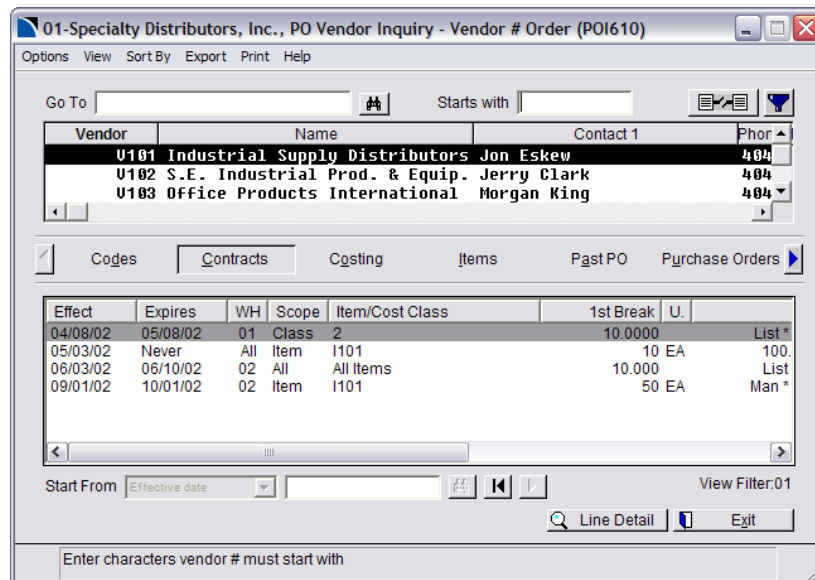 01-Specialty Distributors, Inc., PO Vendor Inquiry - Vendor # Order (POI610)
Options View Sort By Export Print Help
Go To Starts with
Vendor Name Contact 1 Phon
V101 Industrial Supply Distributors Jon Eskew 404
V102 S.E. Industrial Prod. & Equip. Jerry Clark 404
V103 Office Products International Morgan King 404
Codes Contracts Costing Items Past PO Purchase Orders
Effect Expires WH Scope Item/Cost Class 1st Break U.
04/08/02 05/08/02 01 Class 2 10.0000 List *
05/03/02 Never All Item I101 10 EA 100.
06/03/02 06/10/02 02 All All Items 10.000 List
09/01/02 10/01/02 02 Item I101 50 EA Man *
Start From Effective date View Filter:01
Line Detail Exit
Enter characters vendor # must start with